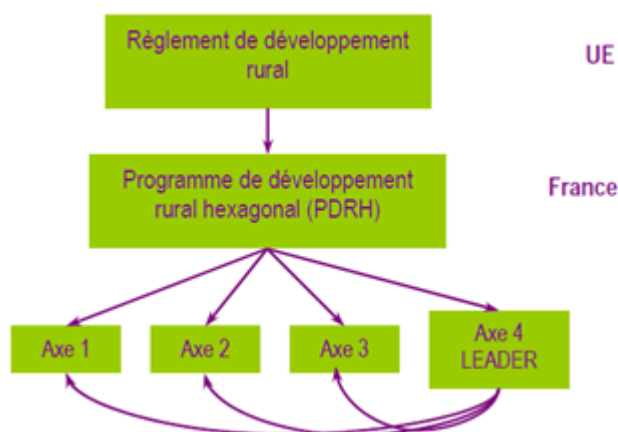 Règlement de développement
rural
UE
Programme de développement
rural hexagonal (PDRH)
France
Axe 1
Axe 2
Axe 3
Axe 4
LEADER